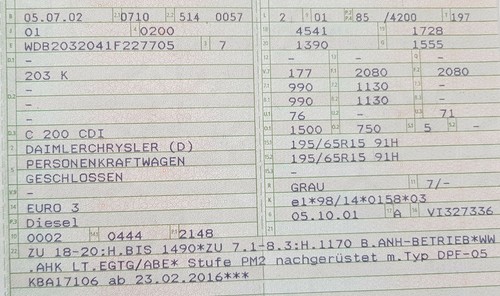 05.07.02 0710 514 0057
01 0200
WDB2032041F227705 7
-
203 K
-
-
-
C 200 CDI
DAIMLERCHRYSLER (D)
PERSONENKRAFTWAGEN
GESCHLOSSEN
-
EURO 3
Diesel
0002 0444 2148
2 01 85 /4200 197
4541 1728
1390 1555
- - -
177 2080 2080
990 1130 -
990 1130 -
76 - 71
1500 750 5 -
195/65R15 91H
195/65R15 91H
-
GRAU 7/-
e1*98/14*0158*03
05.10.01 A VI327336
ZU 18-20:H.BIS 1490*ZU 7.1-8.3:H.1170 B.ANH-BETRIEB*WW
.AHK LT.EGTG/ABE* Stufe PM2 nachgerüstet m.Typ DPF-05
KBA17106 ab 23.02.2016***